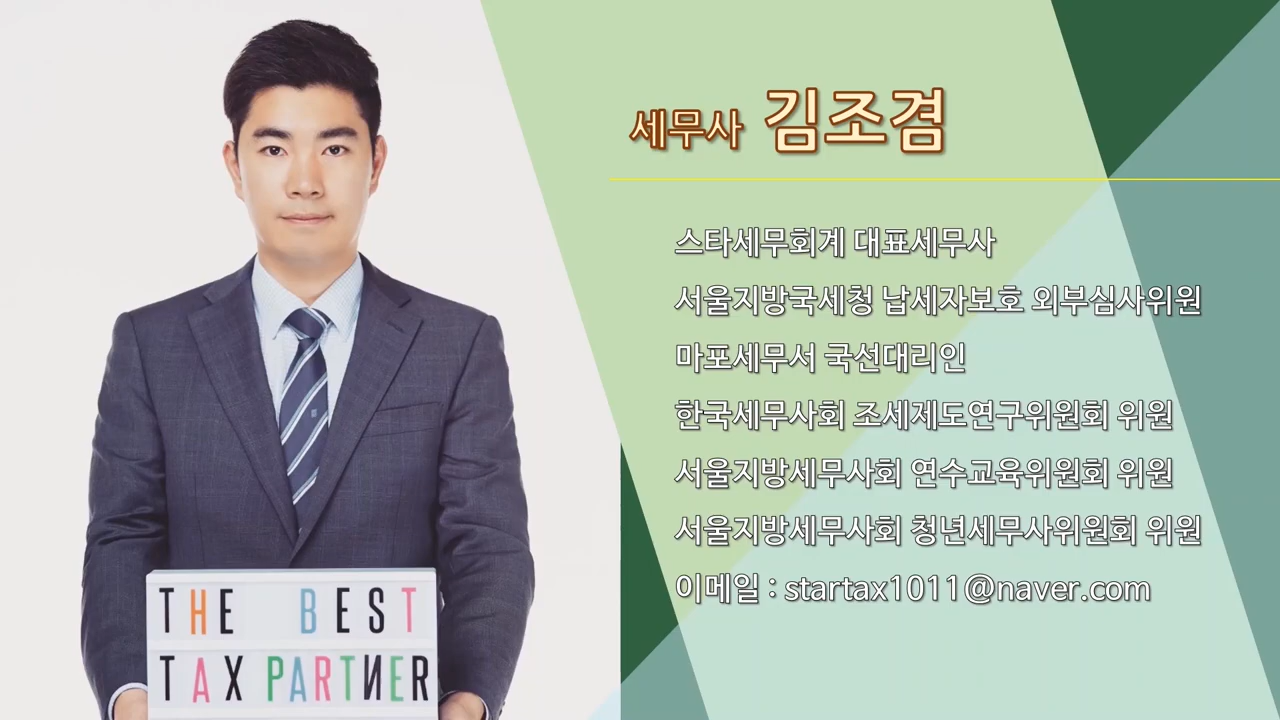 세무사 김조겸
스타세무회계 대표세무사
서울지방국세청 납세자보호 외부심사위원
마포세무서 국선대리인
한국세무사회 조세제도연구위원회 위원
서울지방세무사회 연수교육위원회 위원
서울지방세무사회 청년세무사위원회 위원
이메일 : startax1011@naver.com
THE BEST
TAX PARTNER